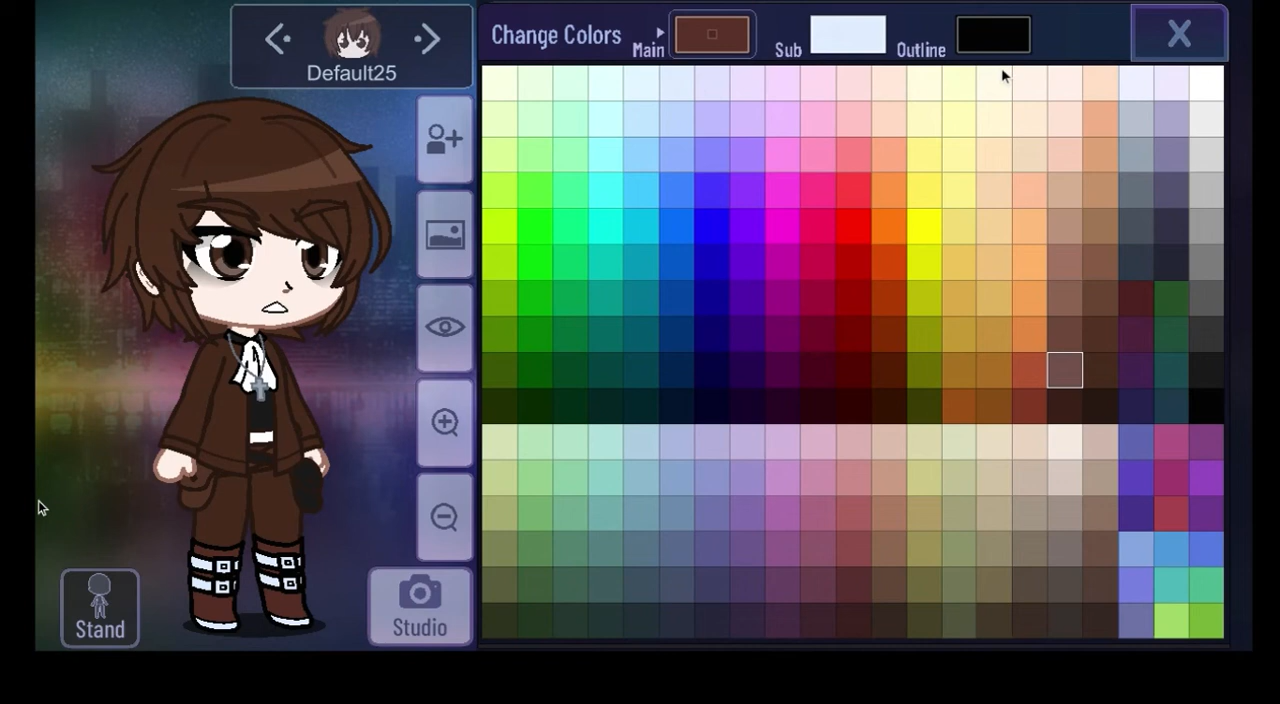 Default25
Change Colors
Main
Sub
Outline
X
Stand
Studio